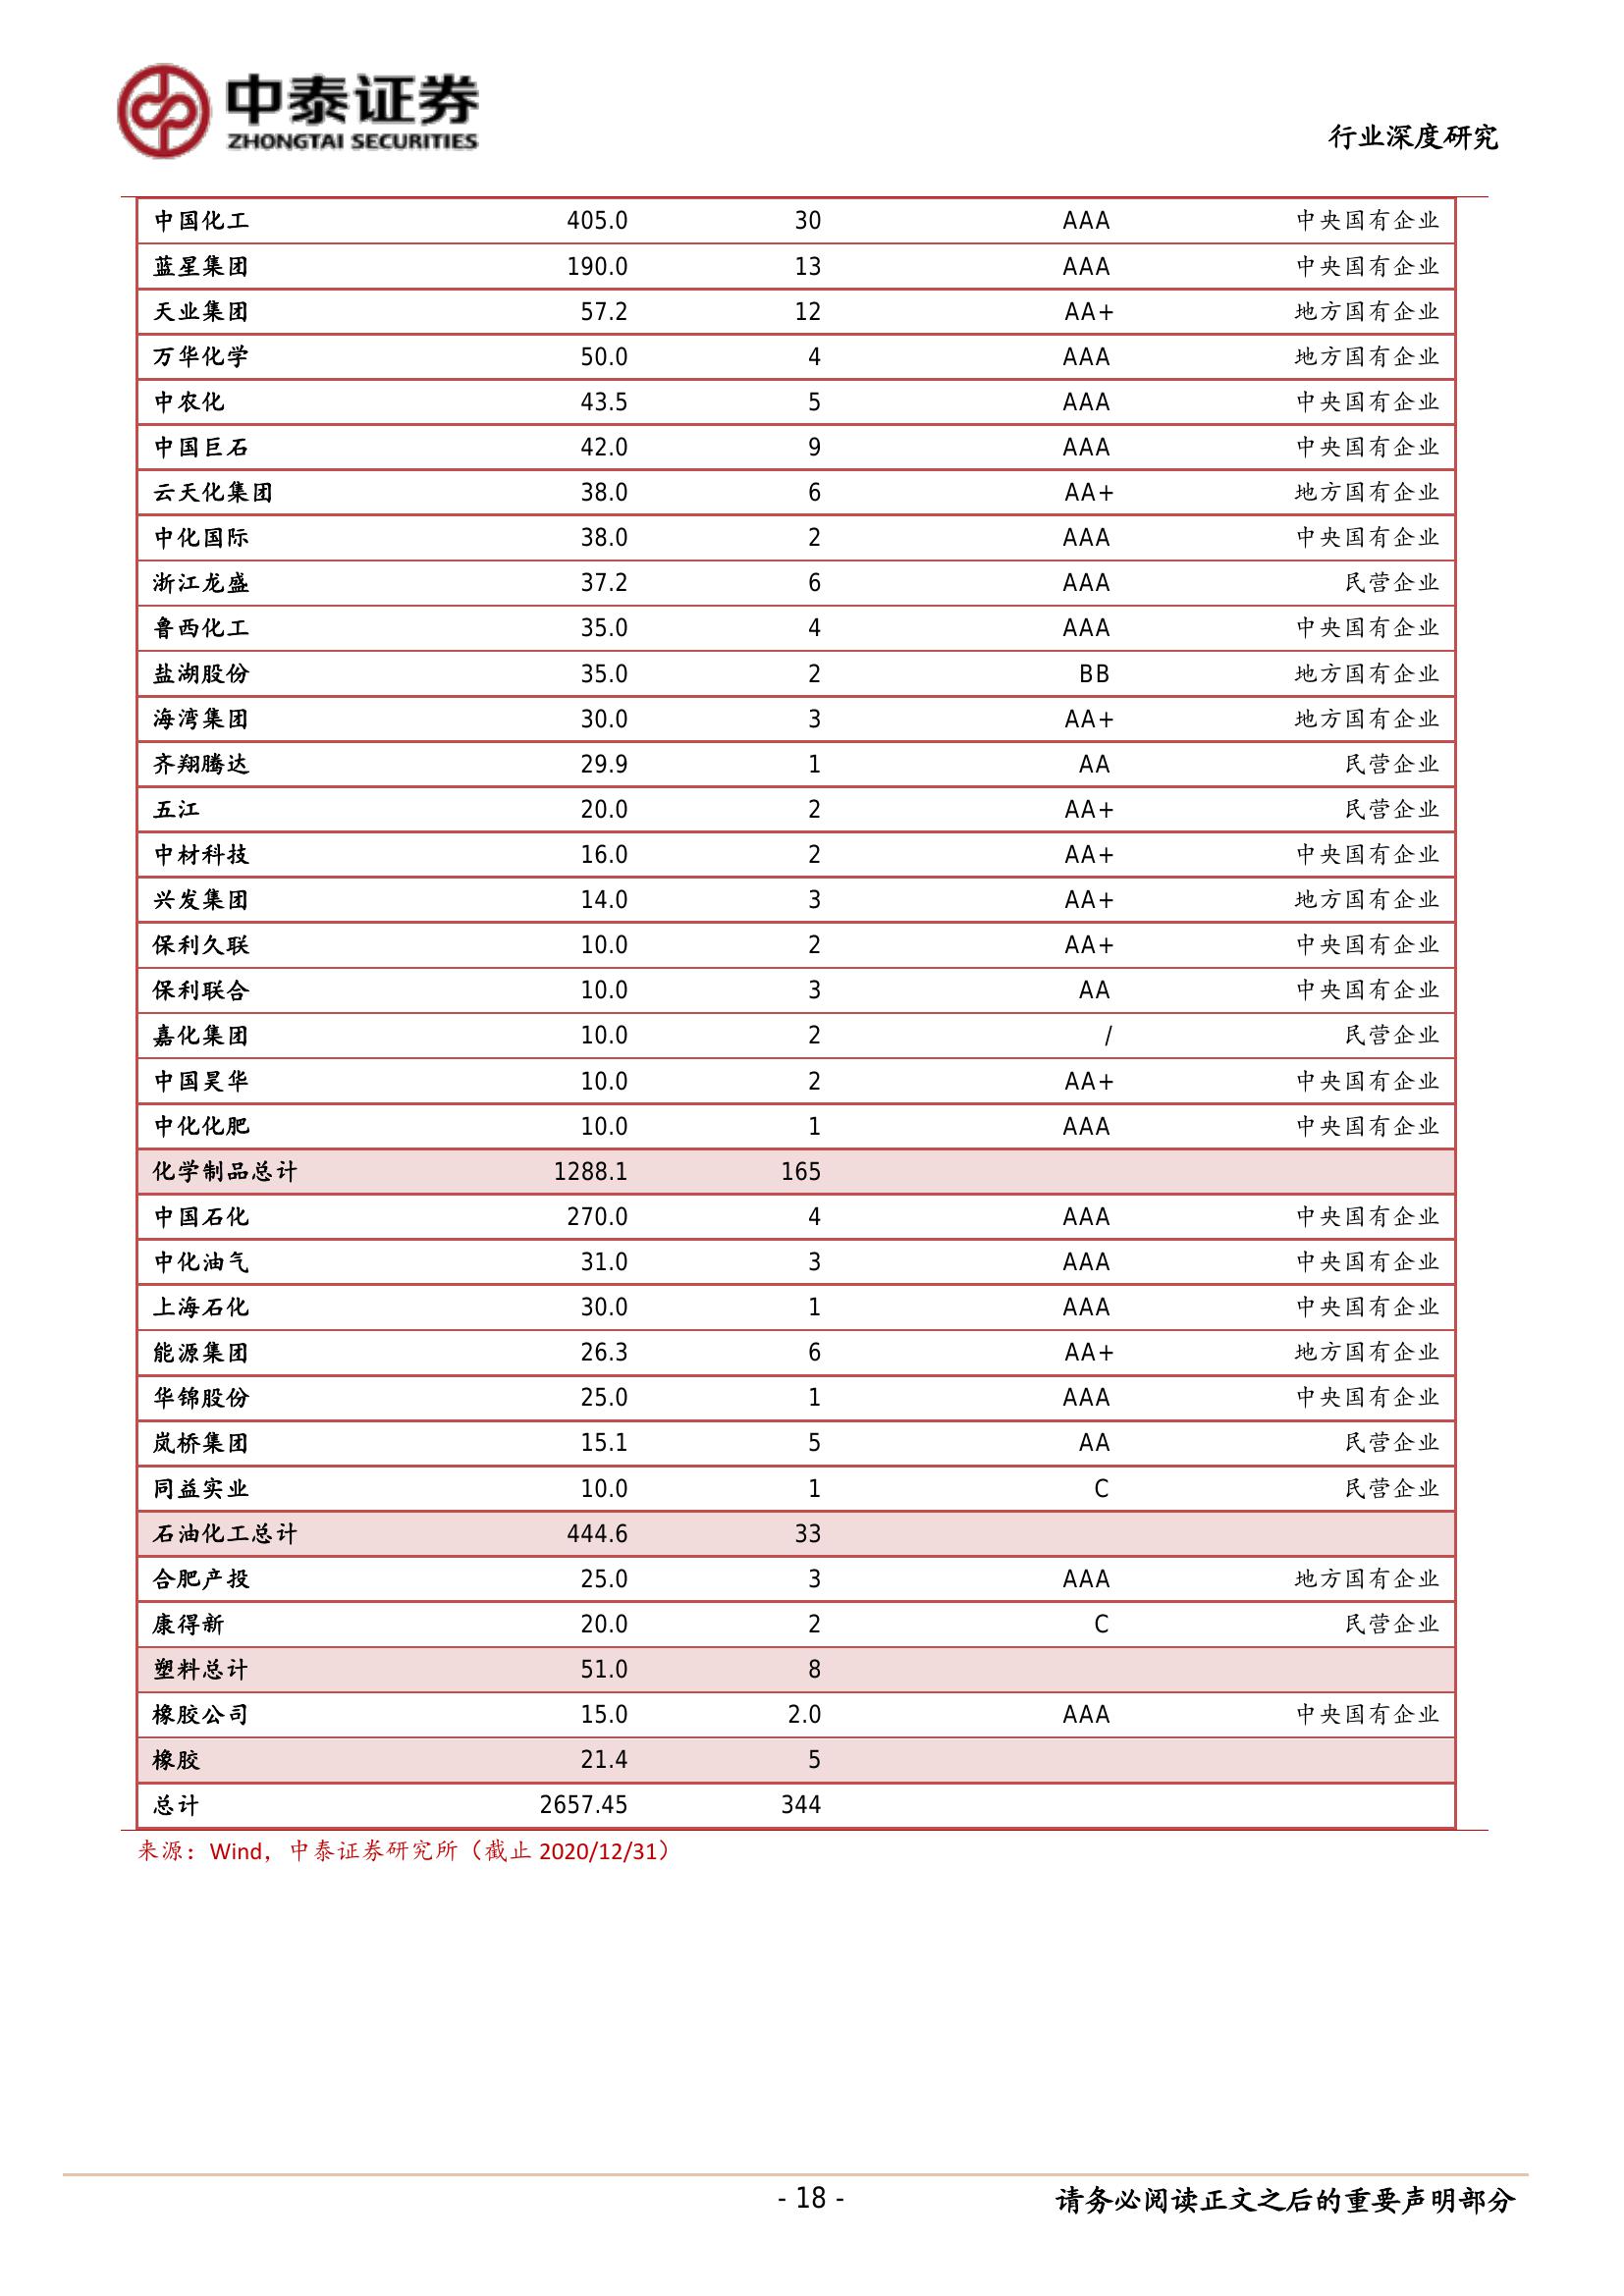 中泰证券
ZHONGTAI SECURITIES
行业深度研究
中国化工 405.0 30 AAA 中央国有企业
蓝星集团 190.0 13 AAA 中央国有企业
天业集团 57.2 12 AA+ 地方国有企业
万华化学 50.0 4 AAA 地方国有企业
中农化 43.5 5 AAA 中央国有企业
中国巨石 42.0 9 AAA 中央国有企业
云天化集团 38.0 6 AA+ 地方国有企业
中化国际 38.0 2 AAA 中央国有企业
浙江龙盛 37.2 6 AAA 民营企业
鲁西化工 35.0 4 AAA 中央国有企业
盐湖股份 35.0 2 BB 地方国有企业
海湾集团 30.0 3 AA+ 地方国有企业
齐翔腾达 29.9 1 AA 民营企业
五江 20.0 2 AA+ 民营企业
中材科技 16.0 2 AA+ 中央国有企业
兴发集团 14.0 3 AA+ 地方国有企业
保利久联 10.0 2 AA+ 中央国有企业
保利联合 10.0 3 AA 中央国有企业
嘉化集团 10.0 2 / 民营企业
中国昊华 10.0 2 AA+ 中央国有企业
中化化肥 10.0 1 AAA 中央国有企业
化学制品总计 1288.1 165
中国石化 270.0 4 AAA 中央国有企业
中化油气 31.0 3 AAA 中央国有企业
上海石化 30.0 1 AAA 中央国有企业
能源集团 26.3 6 AA+ 地方国有企业
华锦股份 25.0 1 AAA 中央国有企业
岚桥集团 15.1 5 AA 民营企业
同益实业 10.0 1 C 民营企业
石油化工总计 444.6 33
合肥产投 25.0 3 AAA 地方国有企业
康得新 20.0 2 C 民营企业
塑料总计 51.0 8
橡胶公司 15.0 2.0 AAA 中央国有企业
橡胶 21.4 5
总计 2657.45 344
来源：Wind，中泰证券研究所（截止 2020/12/31）
- 18 -
请务必阅读正文之后的重要声明部分